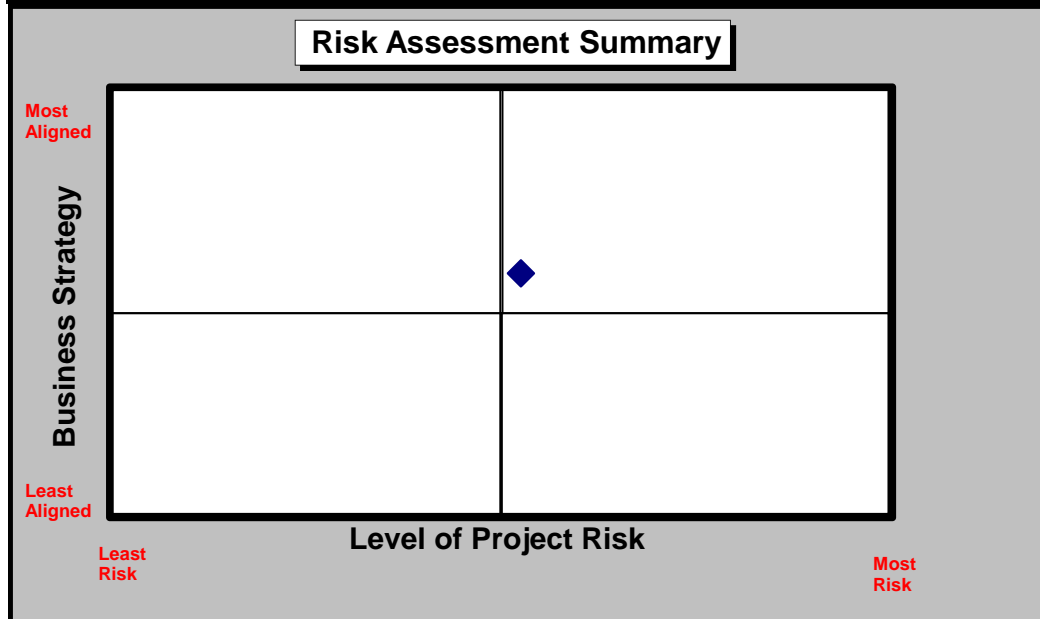 Risk Assessment Summary
Most
Aligned
Business Strategy
Least
Aligned
Level of Project Risk
Least
Risk
Most
Risk